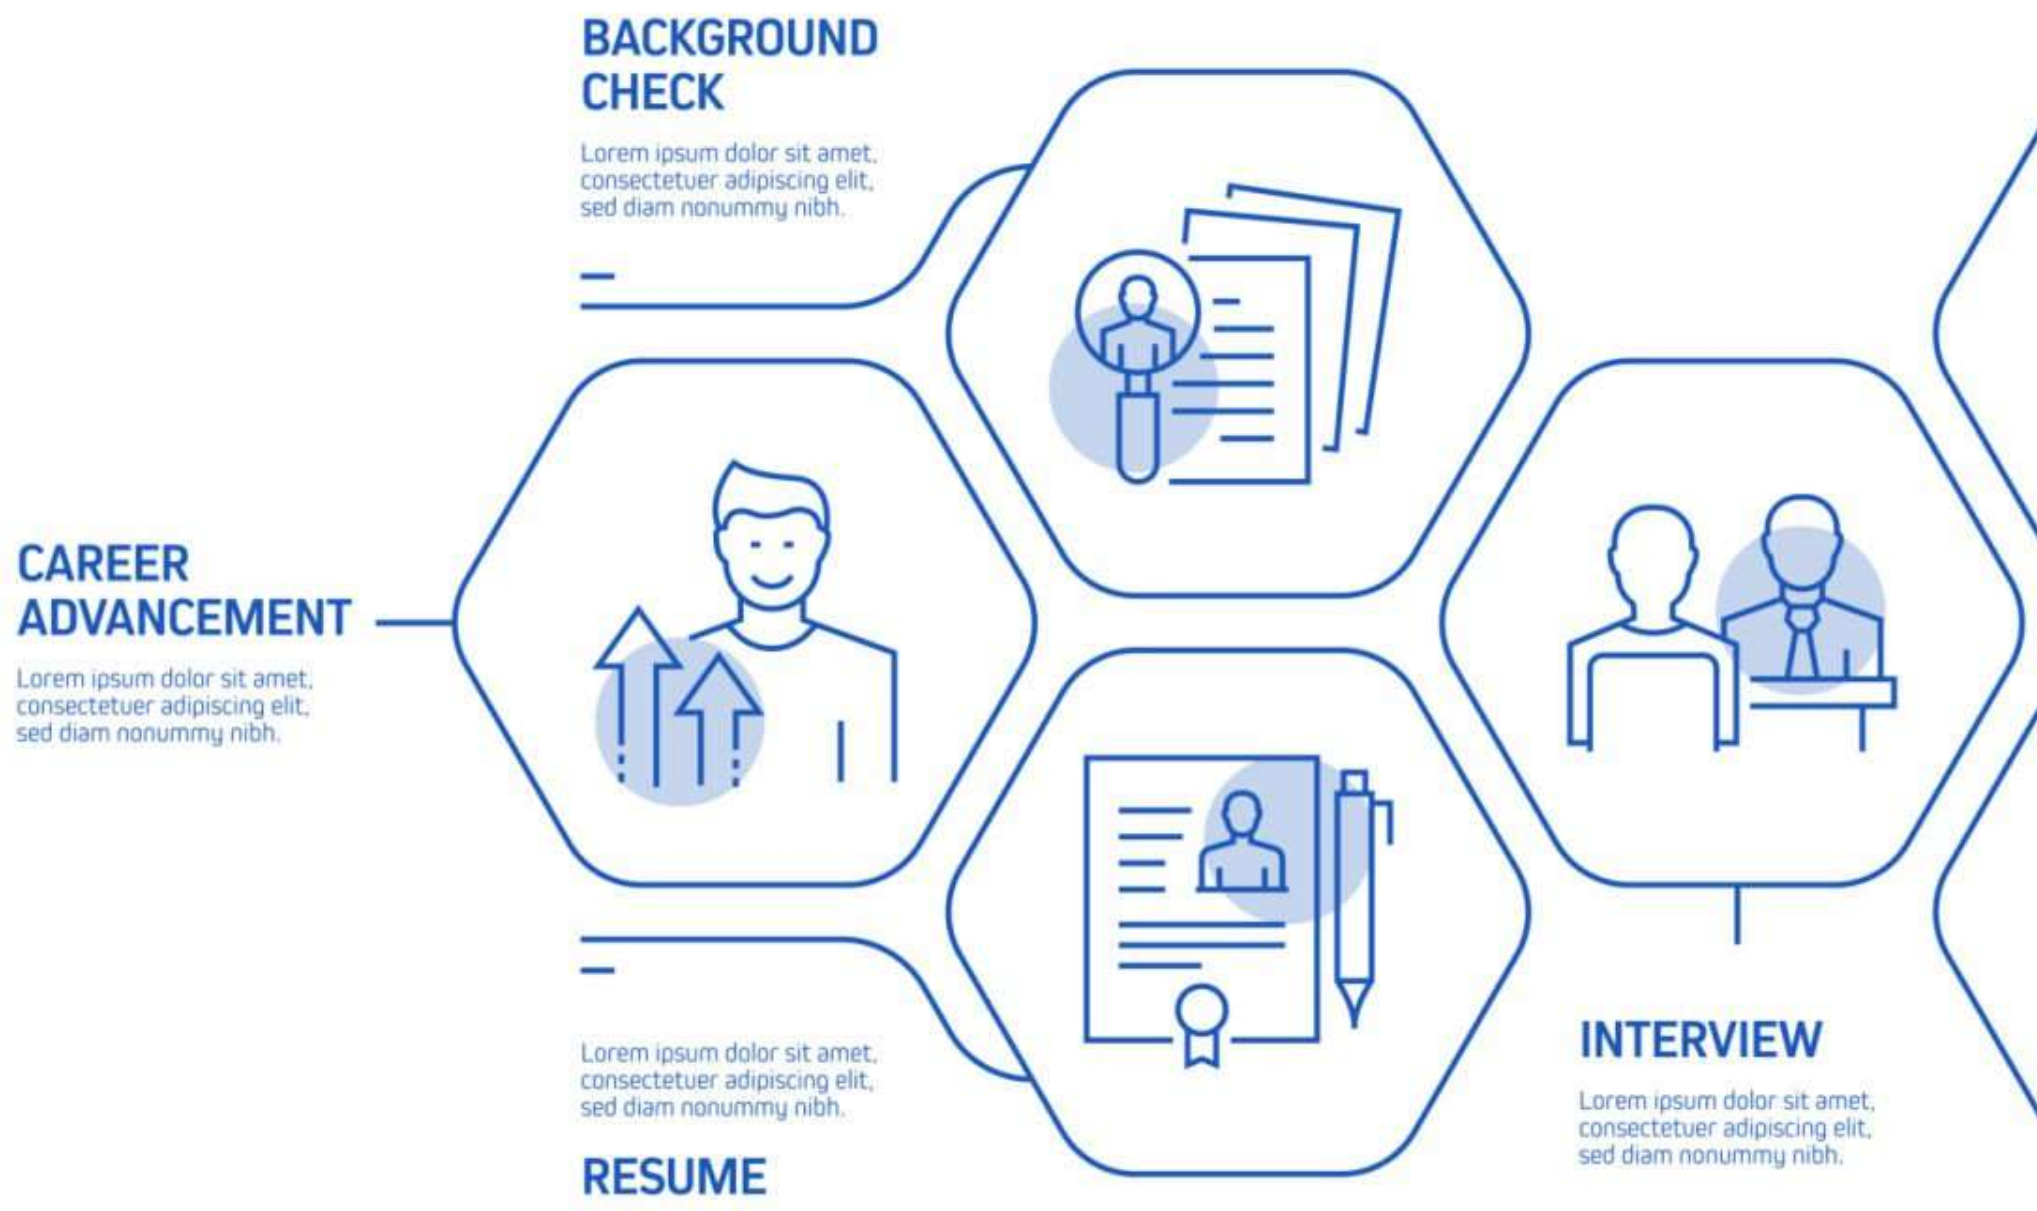 BACKGROUND
CHECK
Lorem ipsum dolor sit amet,
consectetuer adipiscing elit,
sed diam nonummy nibh.
CAREER
ADVANCEMENT
Lorem ipsum dolor sit amet,
consectetuer adipiscing elit,
sed diam nonummy nibh.
Lorem ipsum dolor sit amet,
consectetuer adipiscing elit,
sed diam nonummy nibh.
RESUME
INTERVIEW
Lorem ipsum dolor sit amet,
consectetuer adipiscing elit,
sed diam nonummy nibh.